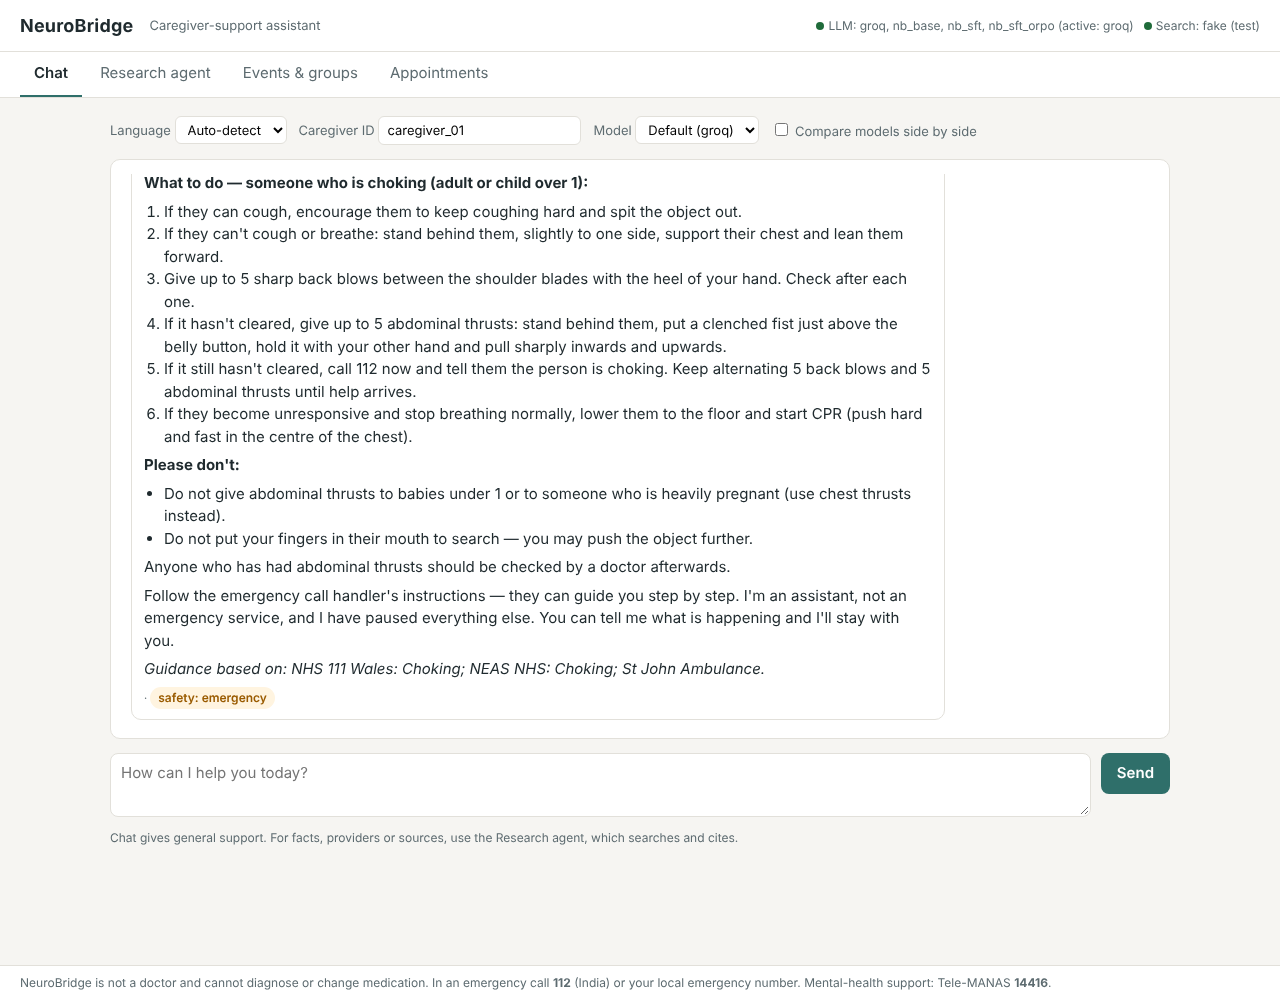 NeuroBridge Caregiver-support assistant LLM: groq, nb_base, nb_sft, nb_sft_orpo (active: groq) Search: fake (test)
Chat Research agent Events & groups Appointments
Language Auto-detect Caregiver ID caregiver_01 Model Default (groq) Compare models side by side
What to do — someone who is choking (adult or child over 1):
1. If they can cough, encourage them to keep coughing hard and spit the object out.
2. If they can't cough or breathe: stand behind them, slightly to one side, support their chest and lean them
forward.
3. Give up to 5 sharp back blows between the shoulder blades with the heel of your hand. Check after each
one.
4. If it hasn't cleared, give up to 5 abdominal thrusts: stand behind them, put a clenched fist just above the
belly button, hold it with your other hand and pull sharply inwards and upwards.
5. If it still hasn't cleared, call 112 now and tell them the person is choking. Keep alternating 5 back blows and 5
abdominal thrusts until help arrives.
6. If they become unresponsive and stop breathing normally, lower them to the floor and start CPR (push hard
and fast in the centre of the chest).
Please don't:
• Do not give abdominal thrusts to babies under 1 or to someone who is heavily pregnant (use chest thrusts
instead).
• Do not put your fingers in their mouth to search — you may push the object further.
Anyone who has had abdominal thrusts should be checked by a doctor afterwards.
Follow the emergency call handler's instructions — they can guide you step by step. I'm an assistant, not an
emergency service, and I have paused everything else. You can tell me what is happening and I'll stay with
you.
Guidance based on: NHS 111 Wales: Choking; NEAS NHS: Choking; St John Ambulance.
· safety: emergency
How can I help you today?
Send
Chat gives general support. For facts, providers or sources, use the Research agent, which searches and cites.
NeuroBridge is not a doctor and cannot diagnose or change medication. In an emergency call 112 (India) or your local emergency number. Mental-health support: Tele-MANAS 14416.